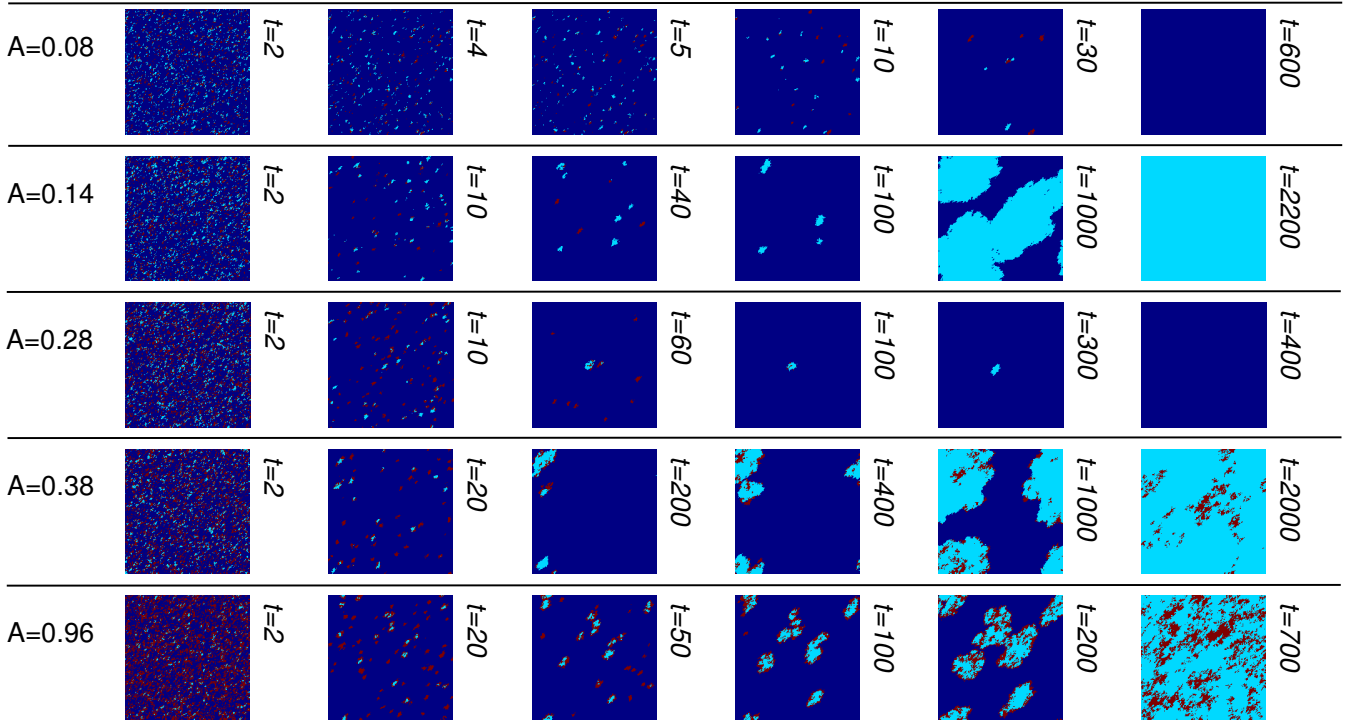 A=0.08
t=2
t=4
t=5
t=10
t=30
t=600
A=0.14
t=2
t=10
t=40
t=100
t=1000
t=2200
A=0.28
t=2
t=10
t=60
t=100
t=300
t=400
A=0.38
t=2
t=20
t=200
t=400
t=1000
t=2000
A=0.96
t=2
t=20
t=50
t=100
t=200
t=700